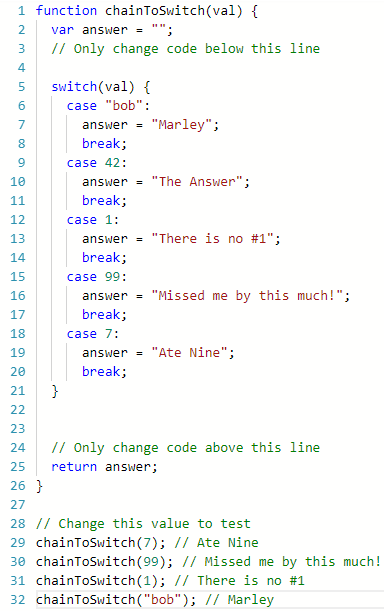 1 function chainToSwitch(val) {
2   var answer = "";
3   // Only change code below this line
4
5   switch(val) {
6     case "bob":
7       answer = "Marley";
8       break;
9     case 42:
10       answer = "The Answer";
11       break;
12     case 1:
13       answer = "There is no #1";
14       break;
15     case 99:
16       answer = "Missed me by this much!";
17       break;
18     case 7:
19       answer = "Ate Nine";
20       break;
21   }
22
23
24   // Only change code above this line
25   return answer;
26 }
27
28 // Change this value to test
29 chainToSwitch(7); // Ate Nine
30 chainToSwitch(99); // Missed me by this much!
31 chainToSwitch(1); // There is no #1
32 chainToSwitch("bob"); // Marley